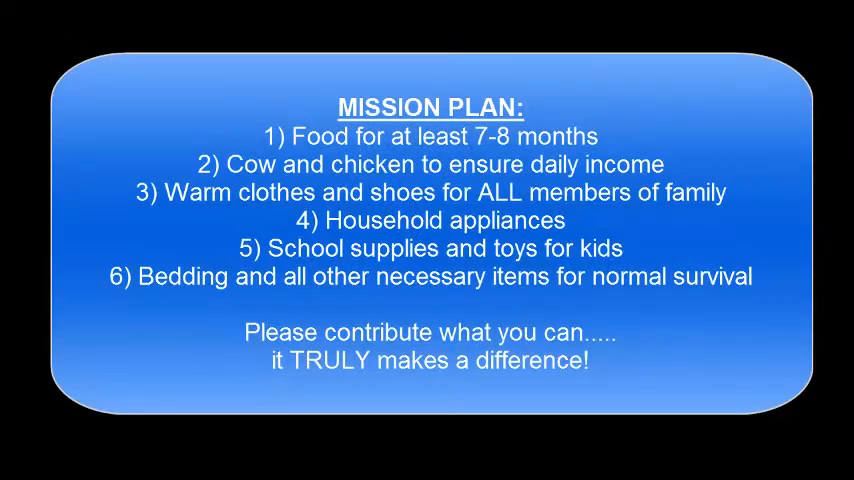 MISSION PLAN:
1) Food for at least 7-8 months
2) Cow and chicken to ensure daily income
3) Warm clothes and shoes for ALL members of family
4) Household appliances
5) School supplies and toys for kids
6) Bedding and all other necessary items for normal survival
Please contribute what you can.....
it TRULY makes a difference!